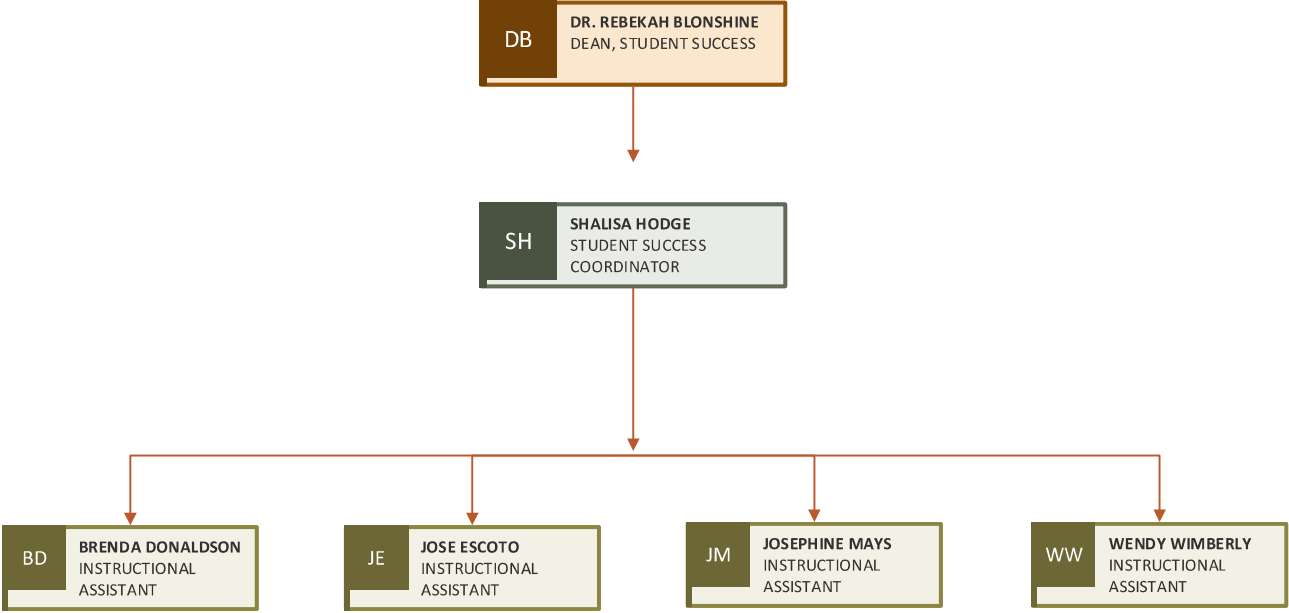 DB
DR. REBEKAH BLONSHINE
DEAN, STUDENT SUCCESS
SH
SHALISA HODGE
STUDENT SUCCESS
COORDINATOR
BD
BRENDA DONALDSON
INSTRUCTIONAL
ASSISTANT
JE
JOSE ESCOTO
INSTRUCTIONAL
ASSISTANT
JM
JOSEPHINE MAYS
INSTRUCTIONAL
ASSISTANT
WW
WENDY WIMBERLY
INSTRUCTIONAL
ASSISTANT